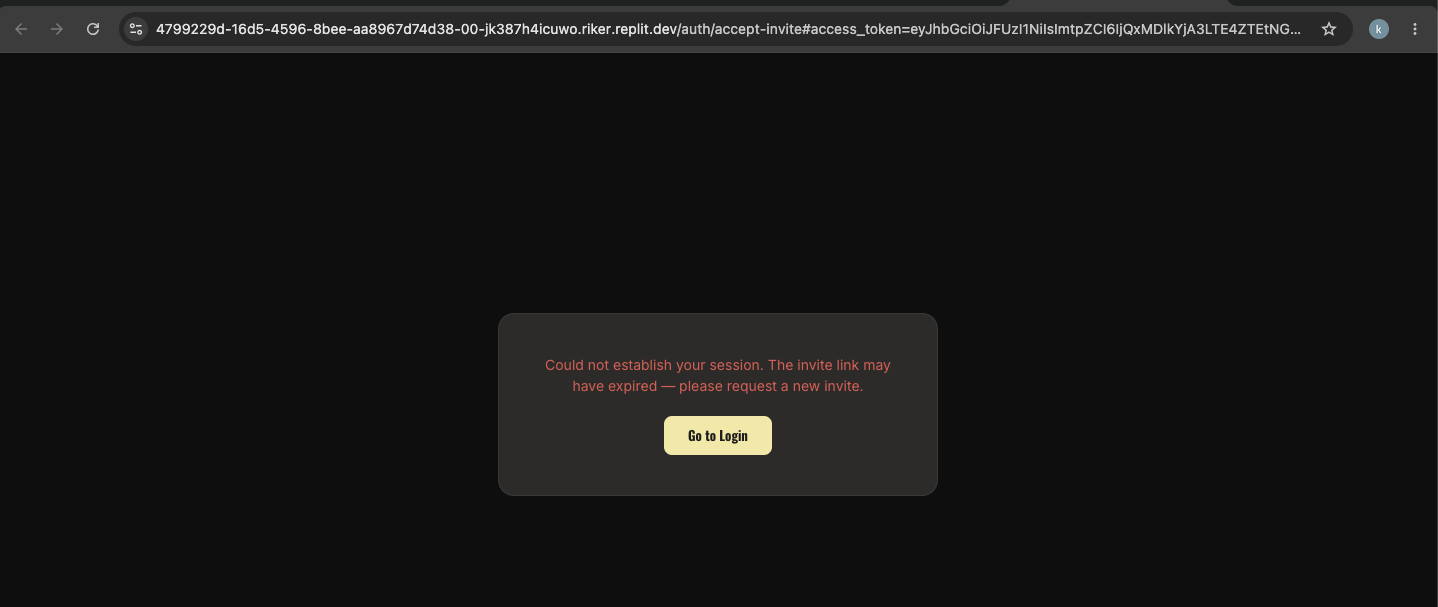 4799229d-16d5-4596-8bee-aa8967d74d38-00-jk387h4icuwo.riker.replit.dev/auth/accept-invite#access_token=eyJhbGciOiJFUzI1NiIsImtpZCI6IjQxMDlkYjA3LTE4ZTEtNG...
k
Could not establish your session. The invite link may
have expired — please request a new invite.
Go to Login